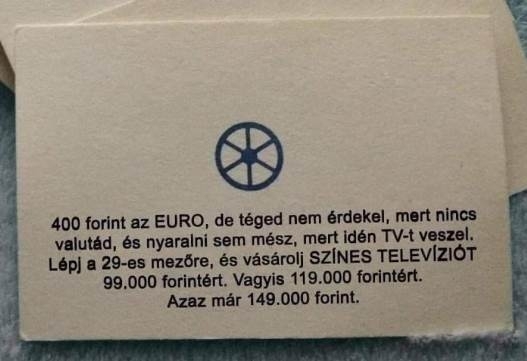 400 forint az EURO, de téged nem érdekel, mert nincs
valutád, és nyaralni sem mész, mert idén TV-t veszel.
Lépj a 29-es mezőre, és vásárolj SZÍNES TELEVÍZIÓT
99.000 forintért. Vagyis 119.000 forintért.
Azaz már 149.000 forint.